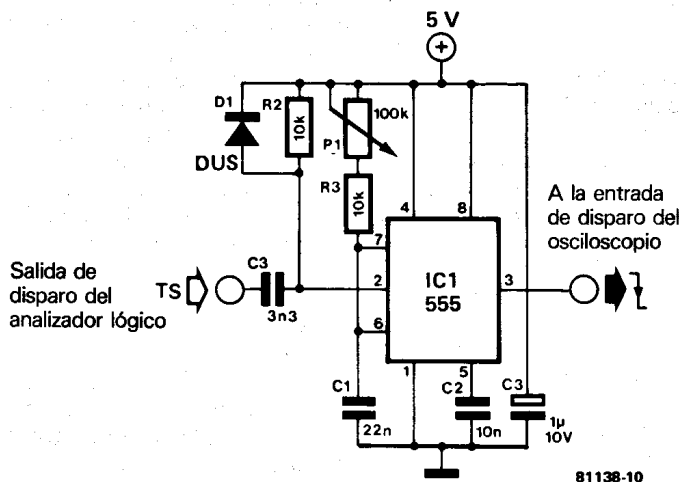 5 V
+
D1
DUS
R2
10k
100k
P1
R3
10k
4
8
7
2
6
IC1
555
3
1
5
A la entrada
de disparo del
osciloscopio
Salida de
disparo del
analizador lógico
TS
C3
3n3
C1
22n
C2
10n
C3
1μ
10V
81138-10